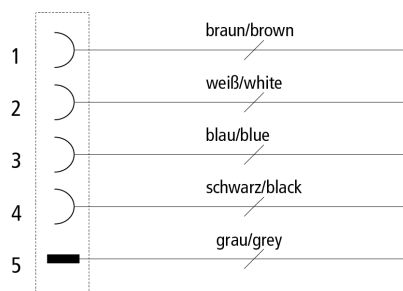 1 braun/brown
2 weiß/white
3 blau/blue
4 schwarz/black
5 grau/grey